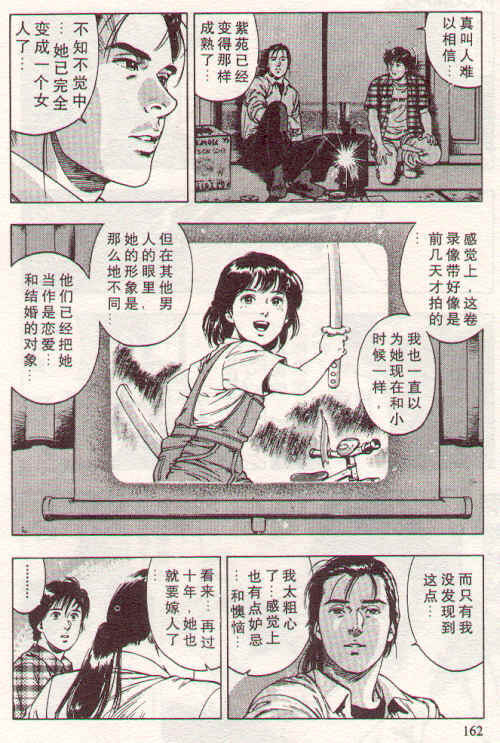 真叫人难
以相信…
紫苑已经
变得那样
成熟了…
不知不觉中
…她已完全
变成一个女
人了…
感觉上，这卷
录像带好像是
前几天才拍的
…
我也一直以
为她现在和小
时候一样，
但在其他男
人的眼里，
她的形象是
那么地不同…
他们已经把她
当作是恋爱…
和结婚的对象…
而只有我
没发现到
这点…
我太粗心
了…感觉上
也有点妒忌
…和懊恼…
看来…再过
十年，她也
就要嫁人了
…
………
162